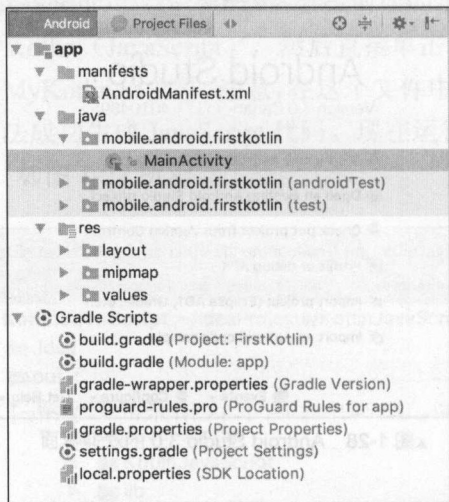 Android Project Files
app
manifests
AndroidManifest.xml
java
mobile.android.firstkotlin
MainActivity
mobile.android.firstkotlin (androidTest)
mobile.android.firstkotlin (test)
res
layout
mipmap
values
Gradle Scripts
build.gradle (Project: FirstKotlin)
build.gradle (Module: app)
gradle-wrapper.properties (Gradle Version)
proguard-rules.pro (ProGuard Rules for app)
gradle.properties (Project Properties)
settings.gradle (Project Settings)
local.properties (SDK Location)